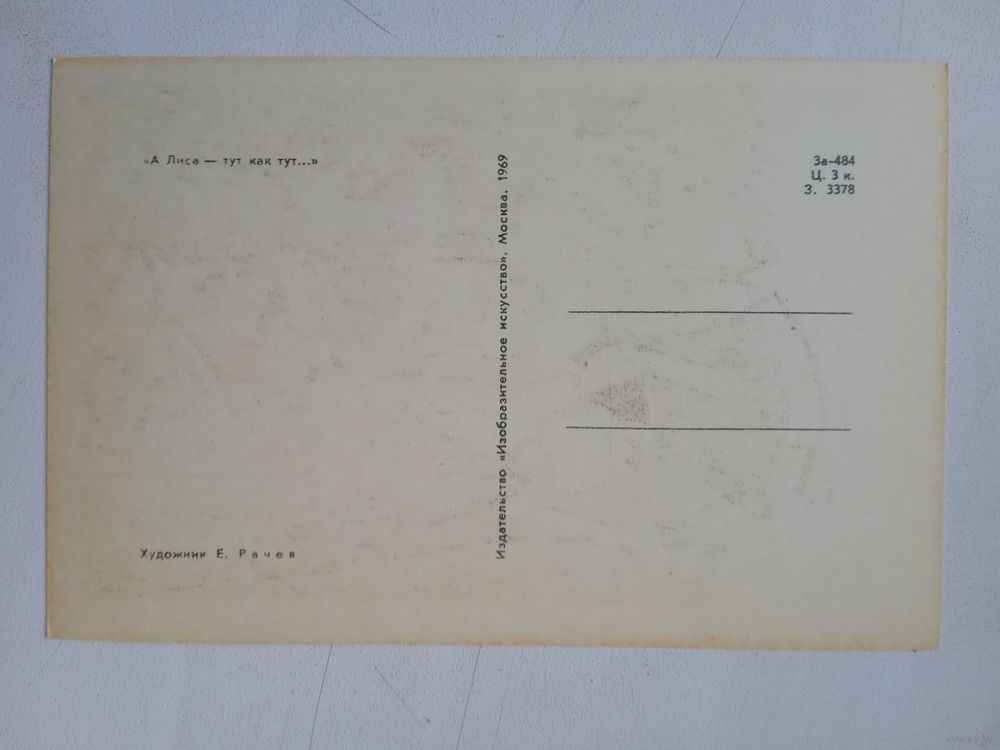 «А Лиса — тут как тут...»
Художник Е. Рачев
Издательство «Изобразительное искусство». Москва. 1969
3а-484
Ц. 3 к.
З. 3378